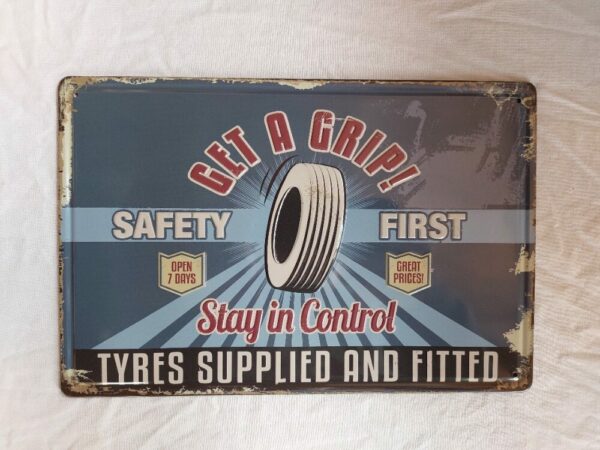 GET A GRIP!
SAFETY FIRST
OPEN
7 DAYS
GREAT
PRICES!
Stay in Control
TYRES SUPPLIED AND FITTED